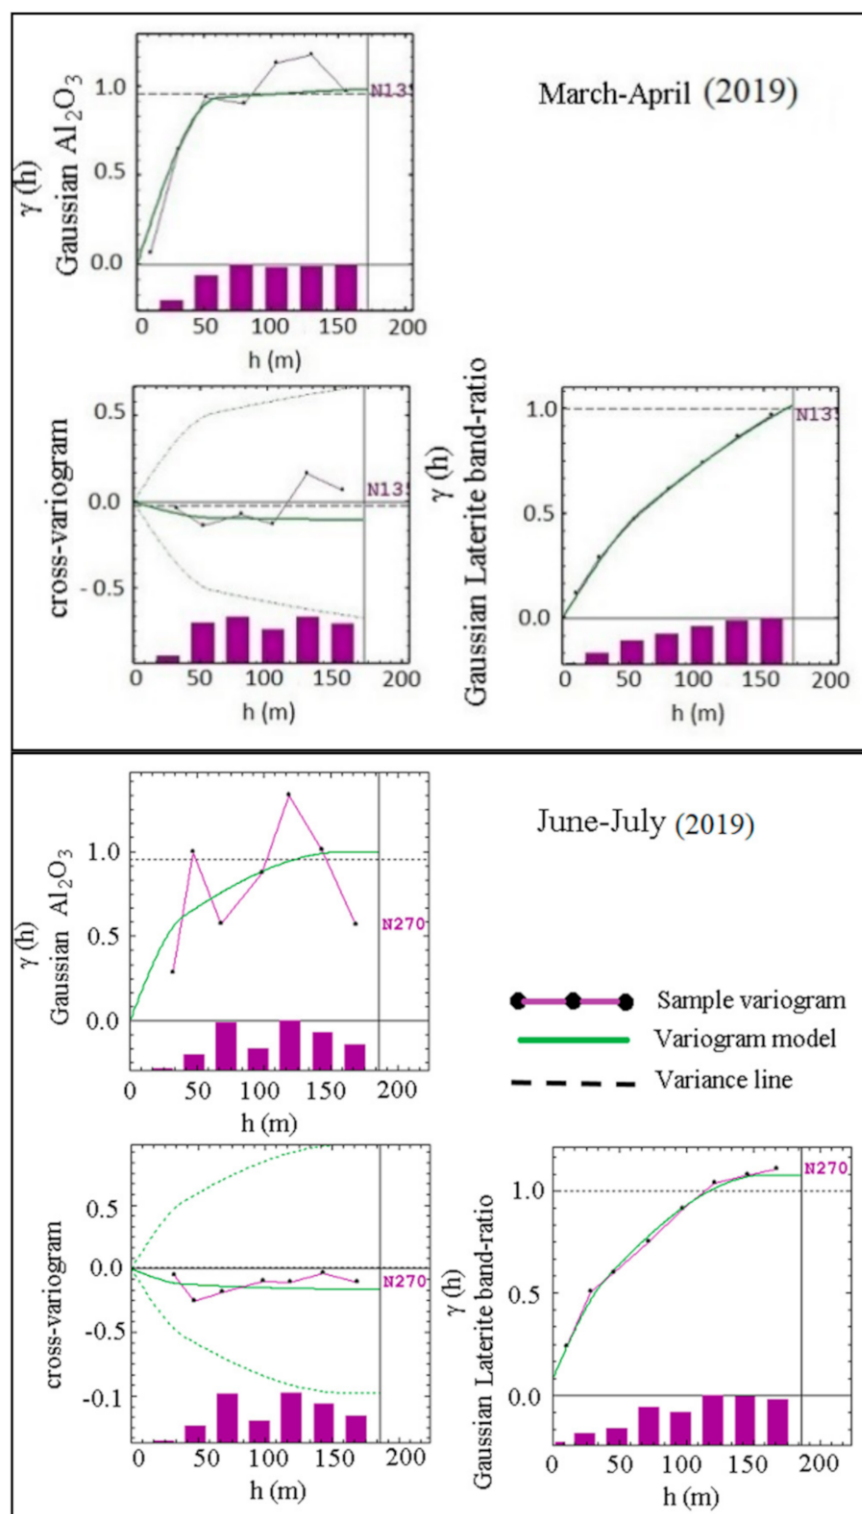 March-April (2019)
γ (h)
Gaussian Al₂O₃
1.0
0.5
0.0
N135
0 50 100 150 200
h (m)
cross-variogram
0.5
0.0
- 0.5
N135
0 50 100 150 200
h (m)
γ (h)
Gaussian Laterite band-ratio
1.0
0.5
0.0
N135
0 50 100 150 200
h (m)
June-July (2019)
γ (h)
Gaussian Al₂O₃
1.0
0.5
0.0
N270
0 50 100 150 200
h (m)
Sample variogram
Variogram model
Variance line
cross-variogram
0.5
0.0
-0.5
-0.1
N270
0 50 100 150 200
h (m)
γ (h)
Gaussian Laterite band-ratio
1.0
0.5
0.0
N270
0 50 100 150 200
h (m)